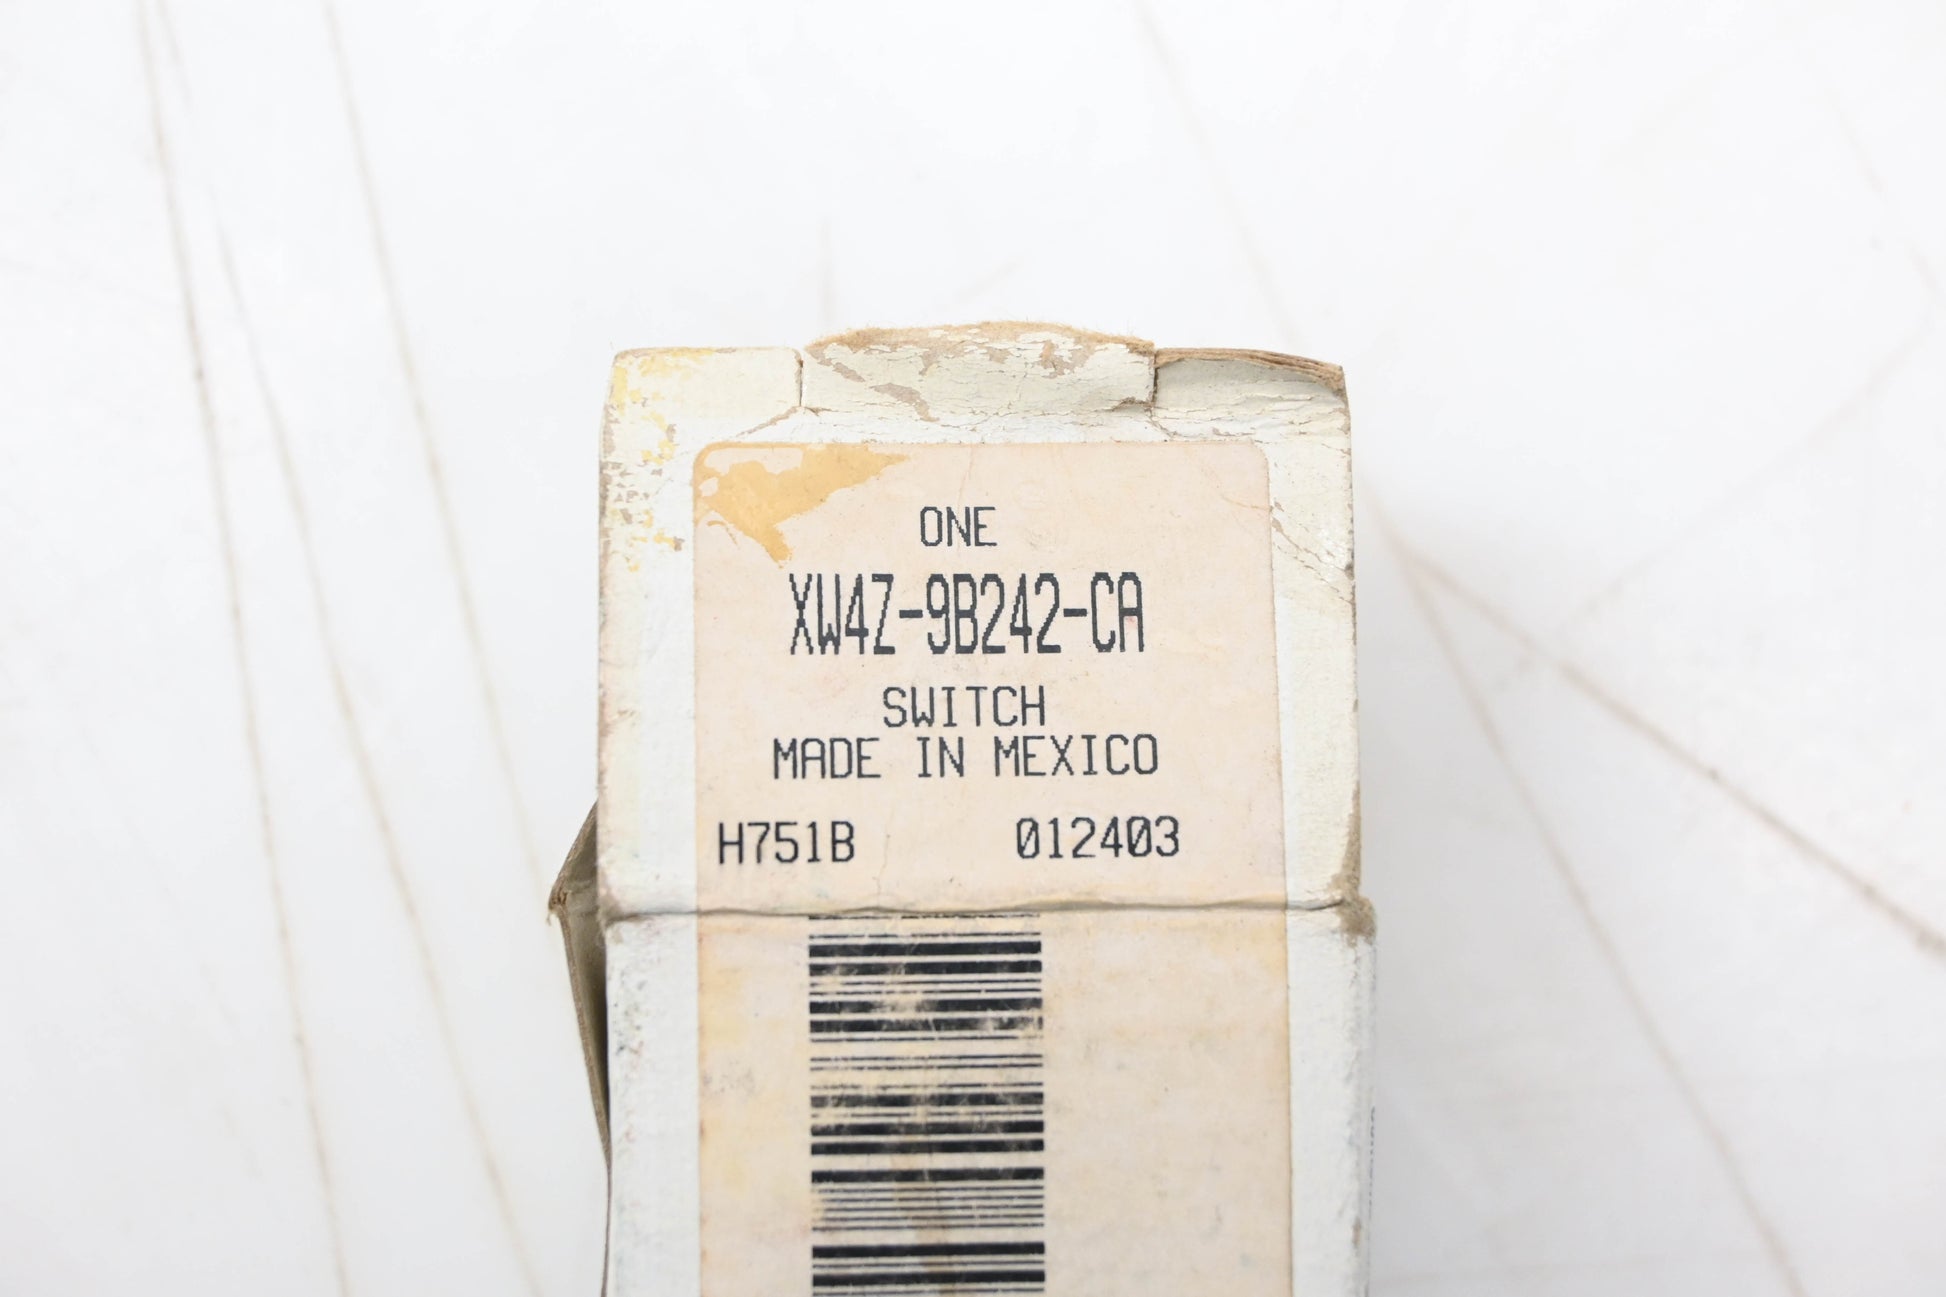 ONE
XW4Z-9B242-CA
SWITCH
MADE IN MEXICO
H751B 012403